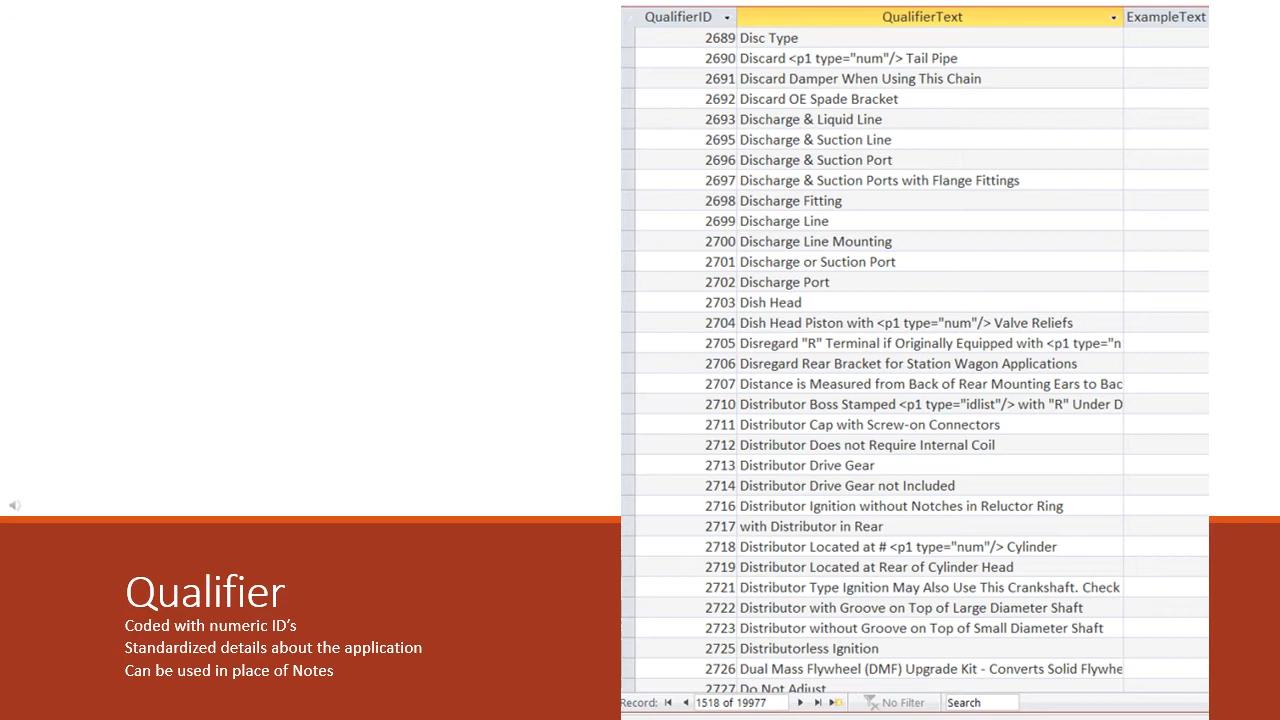 QualifierID QualifierText ExampleText
2689 Disc Type
2690 Discard <p1 type="num"/> Tail Pipe
2691 Discard Damper When Using This Chain
2692 Discard OE Spade Bracket
2693 Discharge & Liquid Line
2695 Discharge & Suction Line
2696 Discharge & Suction Port
2697 Discharge & Suction Ports with Flange Fittings
2698 Discharge Fitting
2699 Discharge Line
2700 Discharge Line Mounting
2701 Discharge or Suction Port
2702 Discharge Port
2703 Dish Head
2704 Dish Head Piston with <p1 type="num"/> Valve Reliefs
2705 Disregard "R" Terminal if Originally Equipped with <p1 type="n
2706 Disregard Rear Bracket for Station Wagon Applications
2707 Distance is Measured from Back of Rear Mounting Ears to Bac
2710 Distributor Boss Stamped <p1 type="idlist"/> with "R" Under D
2711 Distributor Cap with Screw-on Connectors
2712 Distributor Does not Require Internal Coil
2713 Distributor Drive Gear
2714 Distributor Drive Gear not Included
2716 Distributor Ignition without Notches in Reluctor Ring
2717 with Distributor in Rear
2718 Distributor Located at # <p1 type="num"/> Cylinder
2719 Distributor Located at Rear of Cylinder Head
2721 Distributor Type Ignition May Also Use This Crankshaft. Check
2722 Distributor with Groove on Top of Large Diameter Shaft
2723 Distributor without Groove on Top of Small Diameter Shaft
2725 Distributorless Ignition
2726 Dual Mass Flywheel (DMF) Upgrade Kit - Converts Solid Flywhe
2727 Do Not Adjust
Record: 1518 of 19977 No Filter Search
Qualifier
Coded with numeric ID's
Standardized details about the application
Can be used in place of Notes